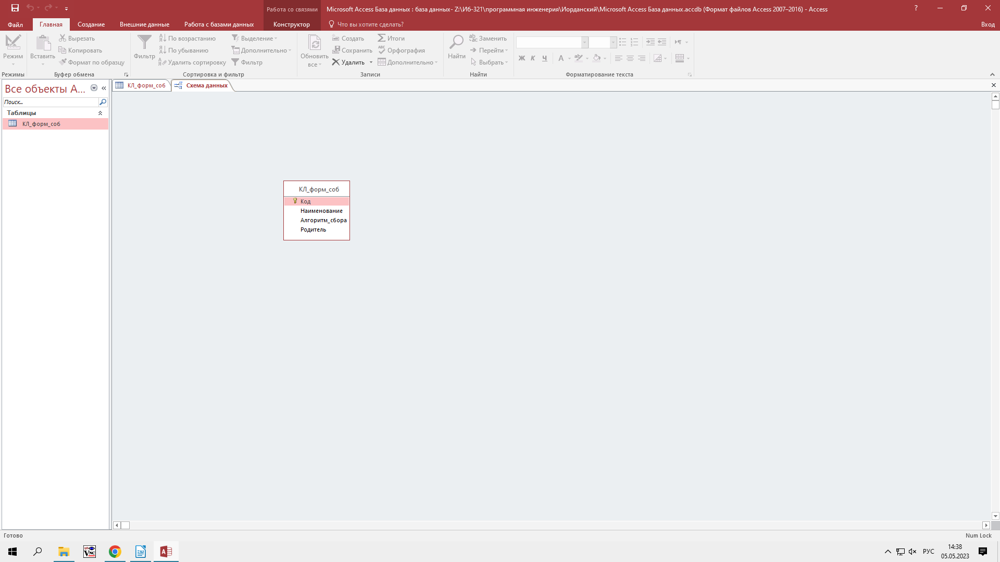 Работа со связями
Microsoft Access База данных : база данных- Z:\Иб-321\программная инженерия\Иорданский\Microsoft Access База данных.accdb (Формат файлов Access 2007–2016) - Access
?
Файл
Главная
Создание
Внешние данные
Работа с базами данных
Конструктор
Что вы хотите сделать?
Вход
Режим
Вставить
Вырезать
Копировать
Формат по образцу
Фильтр
По возрастанию
По убыванию
Удалить сортировку
Выделение
Дополнительно
Фильтр
Обновить
все
Создать
Сохранить
Удалить
Итоги
Орфография
Дополнительно
Найти
Заменить
Перейти
Выбрать
Ж К Ч А
Режимы
Буфер обмена
Сортировка и фильтр
Записи
Найти
Форматирование текста
Все объекты А...
Поиск...
Таблицы
КЛ_форм_соб
КЛ_форм_соб
Схема данных
КЛ_форм_соб
Код
Наименование
Алгоритм_сбора
Родитель
Готово
Num Lock
VNC
РУС
14:38
05.05.2023